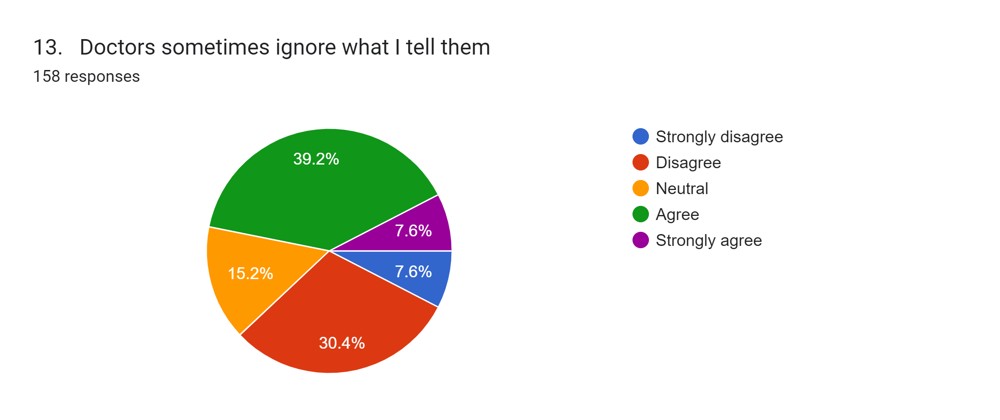 13. Doctors sometimes ignore what I tell them
158 responses
39.2%
7.6%
7.6%
15.2%
30.4%
Strongly disagree
Disagree
Neutral
Agree
Strongly agree